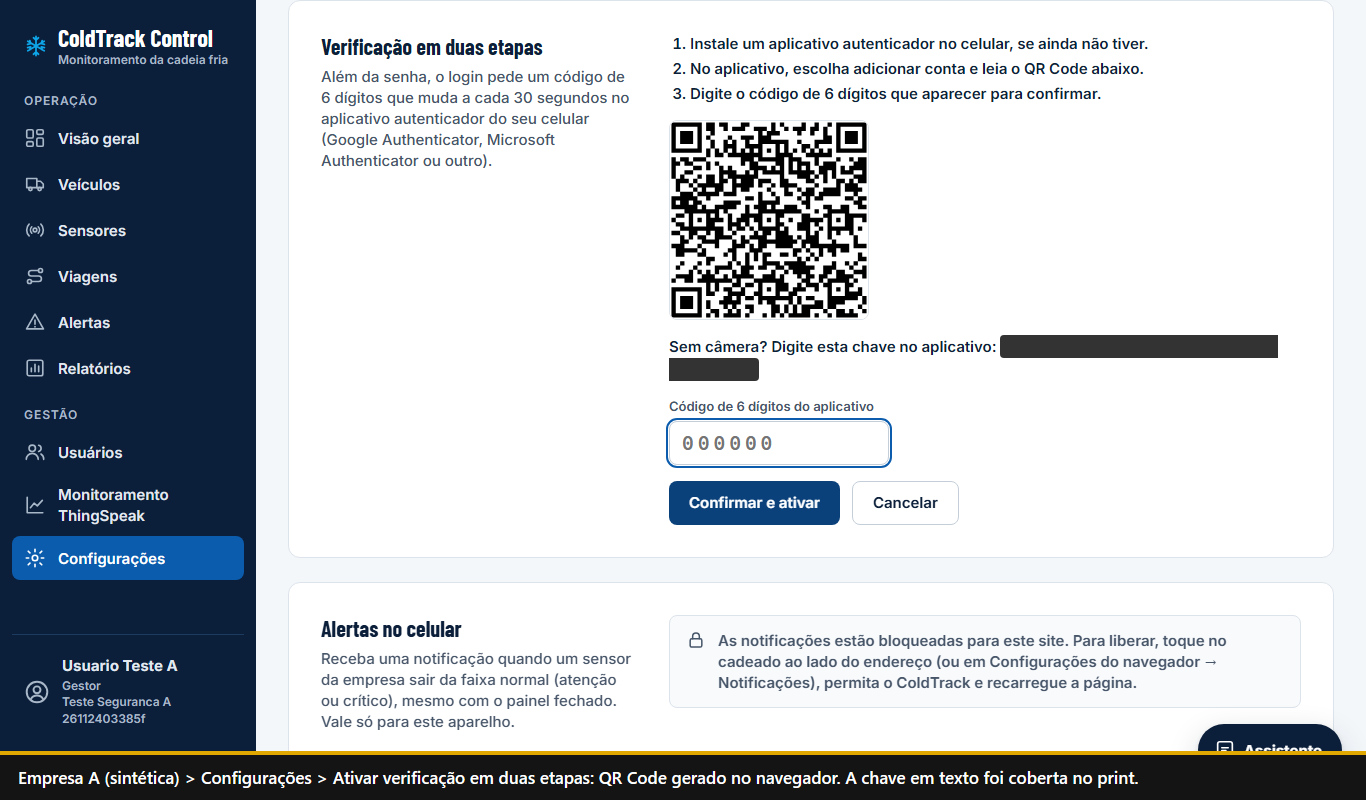 ColdTrack Control
Monitoramento da cadeia fria
OPERAÇÃO
Visão geral
Veículos
Sensores
Viagens
Alertas
Relatórios
GESTÃO
Usuários
Monitoramento
ThingSpeak
Configurações
Usuario Teste A
Gestor
Teste Seguranca A
26112403385f
Verificação em duas etapas
Além da senha, o login pede um código de
6 dígitos que muda a cada 30 segundos no
aplicativo autenticador do seu celular
(Google Authenticator, Microsoft
Authenticator ou outro).
1. Instale um aplicativo autenticador no celular, se ainda não tiver.
2. No aplicativo, escolha adicionar conta e leia o QR Code abaixo.
3. Digite o código de 6 dígitos que aparecer para confirmar.
Sem câmera? Digite esta chave no aplicativo:
Código de 6 dígitos do aplicativo
000000
Confirmar e ativar
Cancelar
Alertas no celular
Receba uma notificação quando um sensor
da empresa sair da faixa normal (atenção
ou crítico), mesmo com o painel fechado.
Vale só para este aparelho.
As notificações estão bloqueadas para este site. Para liberar, toque no
cadeado ao lado do endereço (ou em Configurações do navegador →
Notificações), permita o ColdTrack e recarregue a página.
Assistente
Empresa A (sintética) > Configurações > Ativar verificação em duas etapas: QR Code gerado no navegador. A chave em texto foi coberta no print.